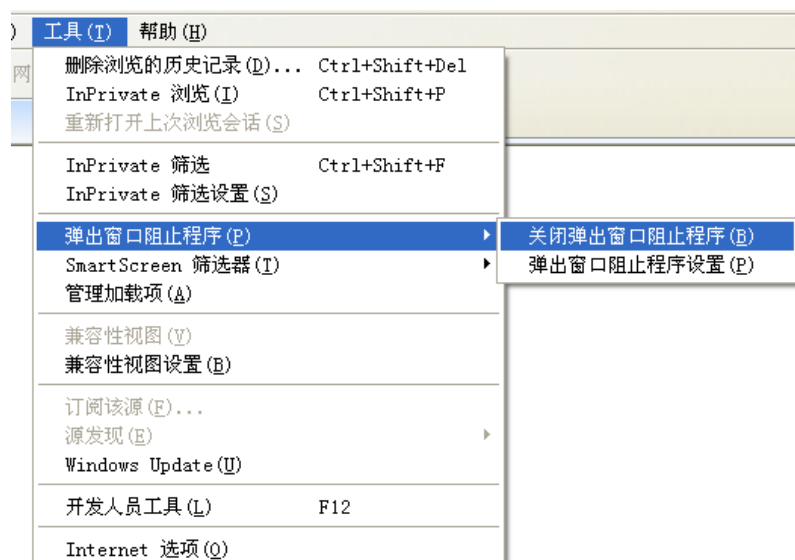 ) 工具(T) 帮助(H)
网
删除浏览的历史记录(D)... Ctrl+Shift+Del
InPrivate 浏览(I) Ctrl+Shift+P
重新打开上次浏览会话(S)
InPrivate 筛选 Ctrl+Shift+F
InPrivate 筛选设置(S)
弹出窗口阻止程序(P) 关闭弹出窗口阻止程序(B)
SmartScreen 筛选器(T) 弹出窗口阻止程序设置(P)
管理加载项(A)
兼容性视图(V)
兼容性视图设置(B)
订阅该源(F)...
源发现(E)
Windows Update(U)
开发人员工具(L) F12
Internet 选项(O)